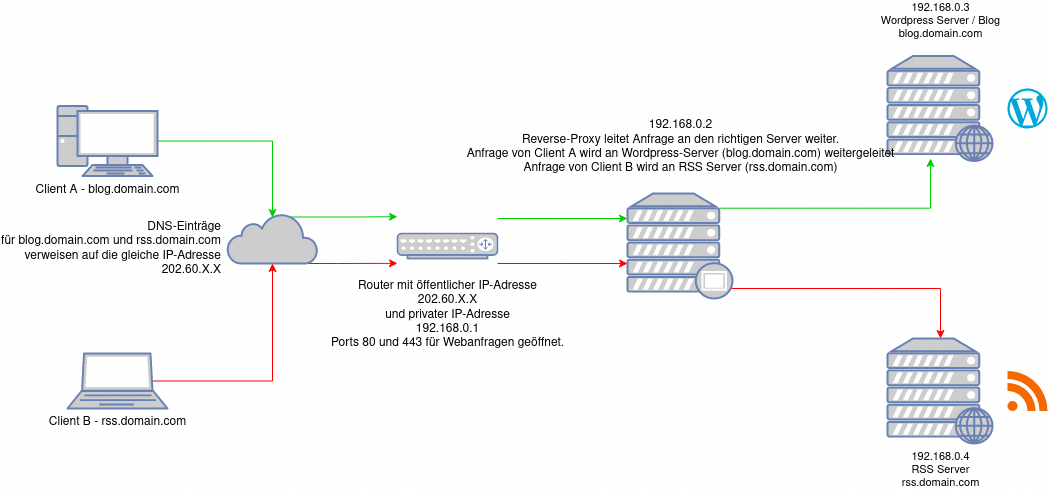 192.168.0.3
Wordpress Server / Blog
blog.domain.com
192.168.0.2
Reverse-Proxy leitet Anfrage an den richtigen Server weiter.
Anfrage von Client A wird an Wordpress-Server (blog.domain.com) weitergeleitet
Anfrage von Client B wird an RSS Server (rss.domain.com)
Client A - blog.domain.com
DNS-Einträge
für blog.domain.com und rss.domain.com
verweisen auf die gleiche IP-Adresse
202.60.X.X
Router mit öffentlicher IP-Adresse
202.60.X.X
und privater IP-Adresse
192.168.0.1
Ports 80 und 443 für Webanfragen geöffnet.
Client B - rss.domain.com
192.168.0.4
RSS Server
rss.domain.com